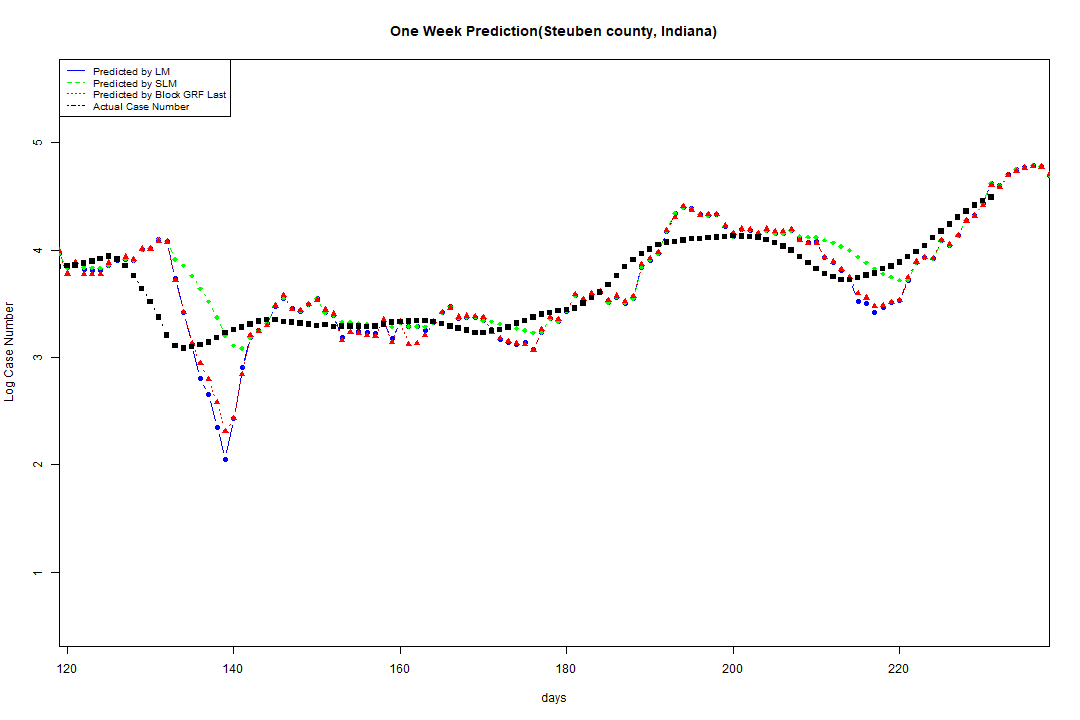 One Week Prediction(Steuben county, Indiana)
Predicted by LM
Predicted by SLM
Predicted by Block GRF Last
Actual Case Number
5
4
3
2
1
Log Case Number
120 140 160 180 200 220
days